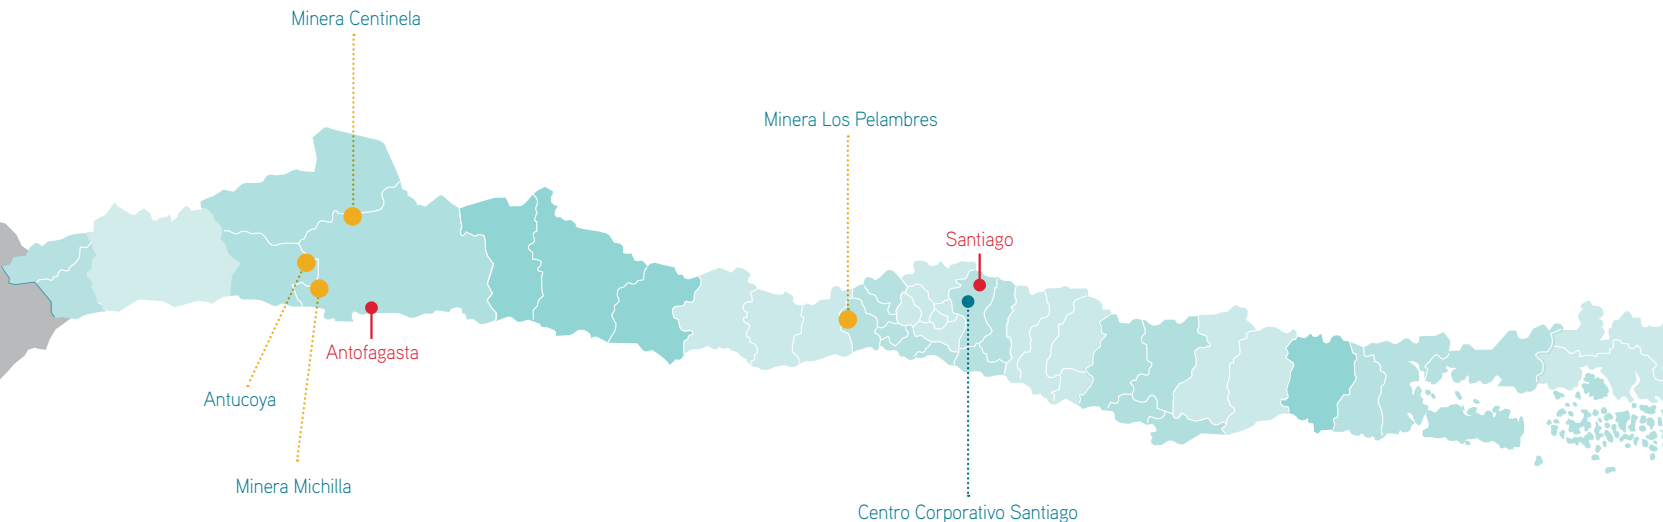 Minera Centinela
Minera Los Pelambres
Santiago
Antofagasta
Antucoya
Minera Michilla
Centro Corporativo Santiago